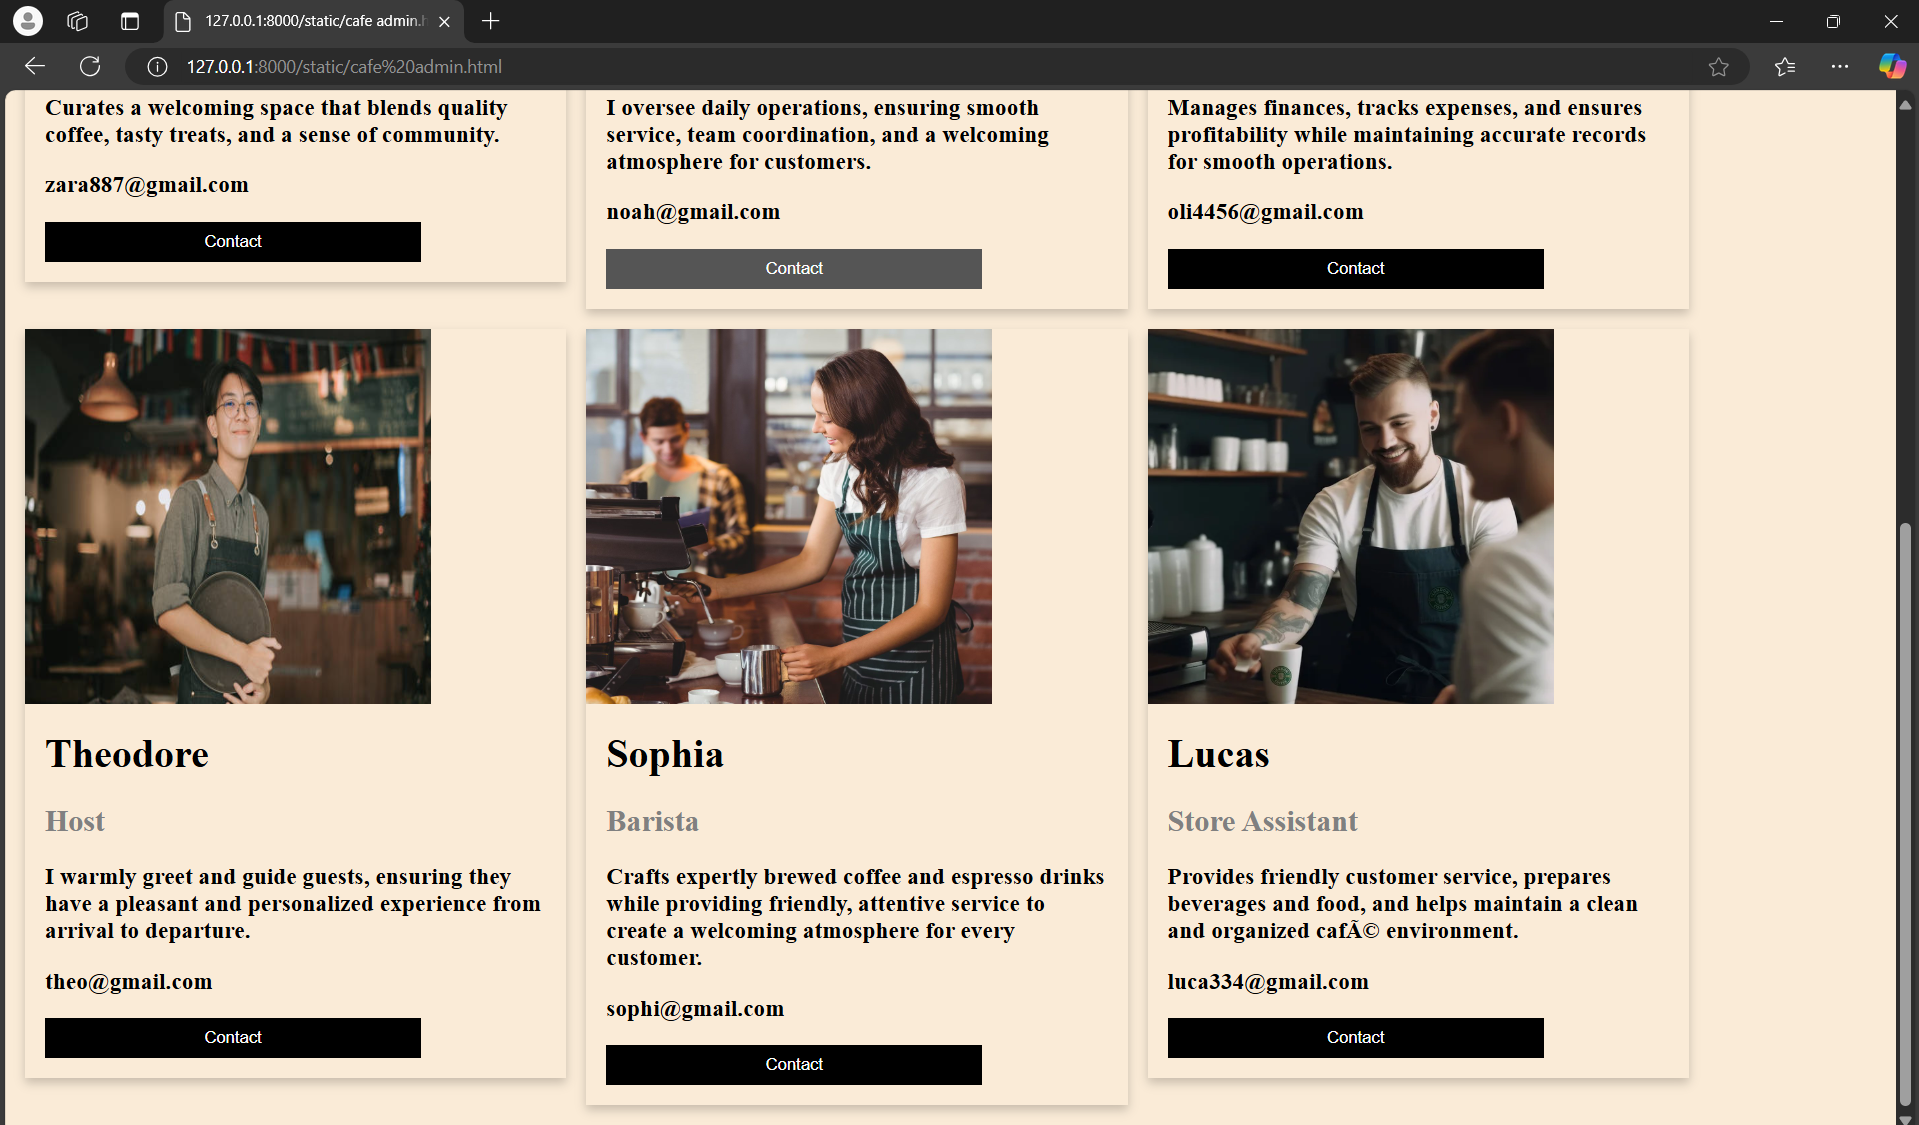 127.0.0.1:8000/static/cafe admin.h
127.0.0.1:8000/static/cafe%20admin.html
Curates a welcoming space that blends quality
coffee, tasty treats, and a sense of community.
zara887@gmail.com
Contact
I oversee daily operations, ensuring smooth
service, team coordination, and a welcoming
atmosphere for customers.
noah@gmail.com
Contact
Manages finances, tracks expenses, and ensures
profitability while maintaining accurate records
for smooth operations.
oli4456@gmail.com
Contact
Theodore
Host
I warmly greet and guide guests, ensuring they
have a pleasant and personalized experience from
arrival to departure.
theo@gmail.com
Contact
Sophia
Barista
Crafts expertly brewed coffee and espresso drinks
while providing friendly, attentive service to
create a welcoming atmosphere for every
customer.
sophi@gmail.com
Contact
Lucas
Store Assistant
Provides friendly customer service, prepares
beverages and food, and helps maintain a clean
and organized cafÃ© environment.
luca334@gmail.com
Contact